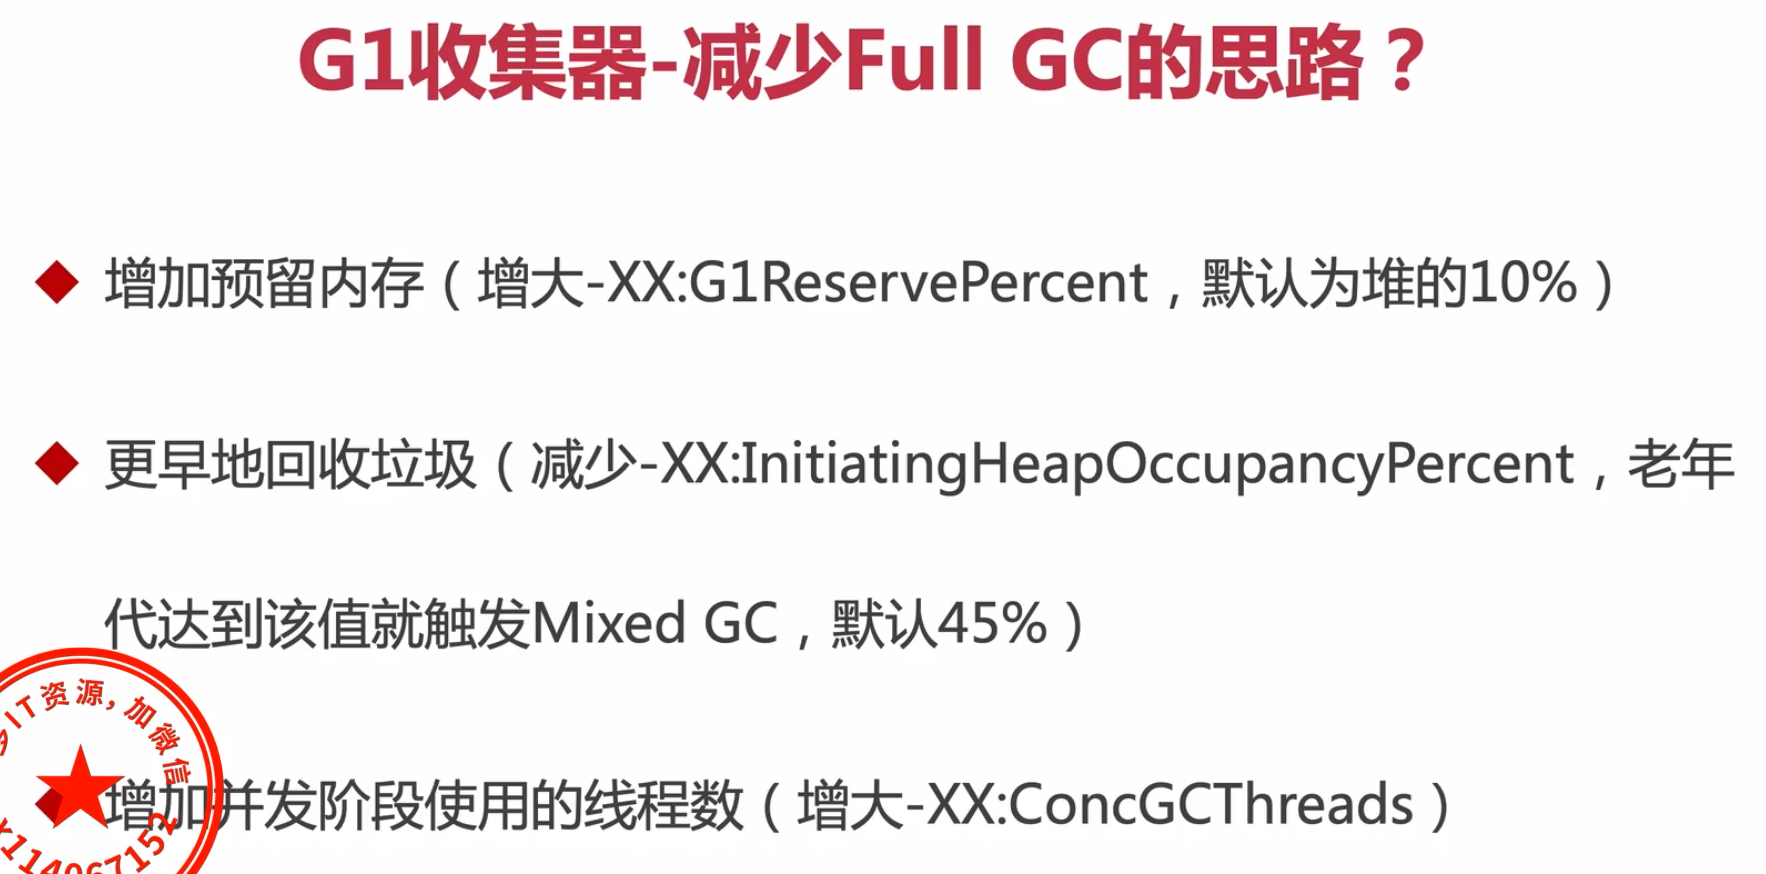 G1收集器-减少Full GC的思路？
增加预留内存（增大-XX:G1ReservePercent，默认为堆的10%）
更早地回收垃圾（减少-XX:InitiatingHeapOccupancyPercent，老年
代达到该值就触发Mixed GC，默认45%）
增加并发阶段使用的线程数（增大-XX:ConcGCThreads）
IT资源,加微信
114067152